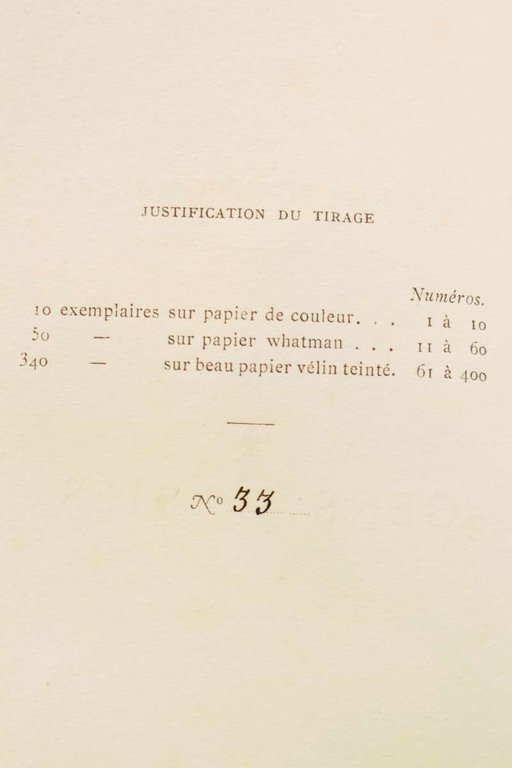 JUSTIFICATION DU TIRAGE
Numéros.
10 exemplaires sur papier de couleur. . . 1 à 10
50 — sur papier whatman . . . 11 à 60
340 — sur beau papier vélin teinté. 61 à 400
Nº 33